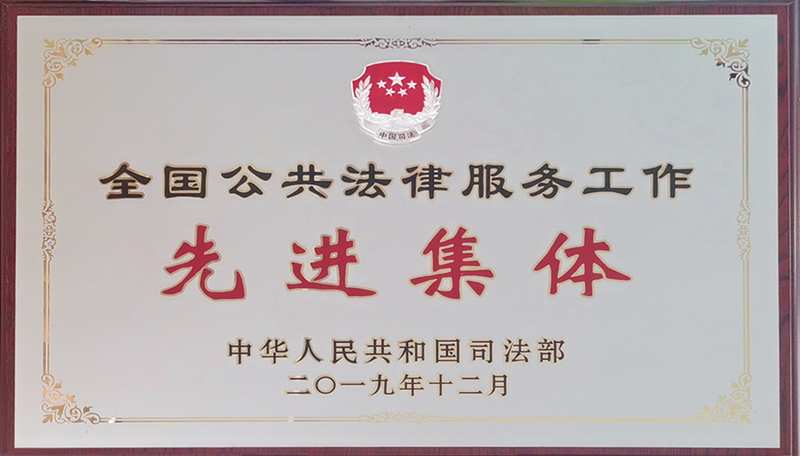 中国司法
全国公共法律服务工作
先进集体
中华人民共和国司法部
二〇一九年十二月